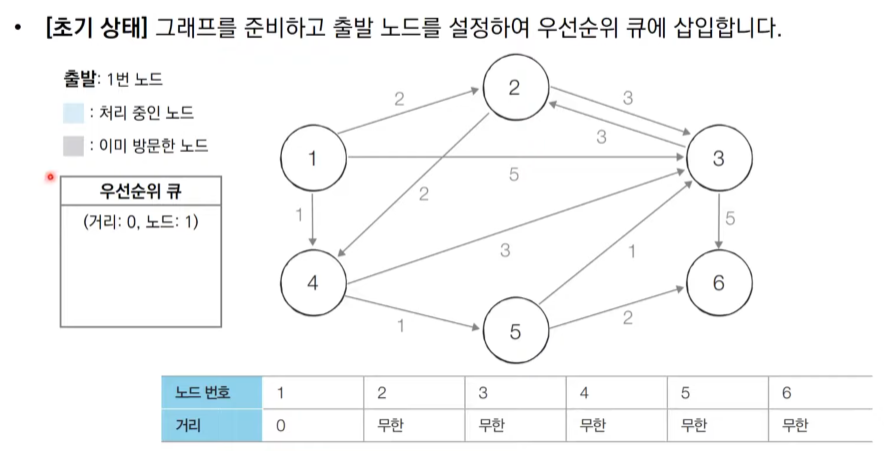 • [초기 상태] 그래프를 준비하고 출발 노드를 설정하여 우선순위 큐에 삽입합니다.
출발: 1번 노드
: 처리 중인 노드
: 이미 방문한 노드
우선순위 큐
(거리: 0, 노드: 1)
2
2
3
3
1
5
3
1
2
5
4
3
1
6
1
5
2
노드 번호 1 2 3 4 5 6
거리 0 무한 무한 무한 무한 무한